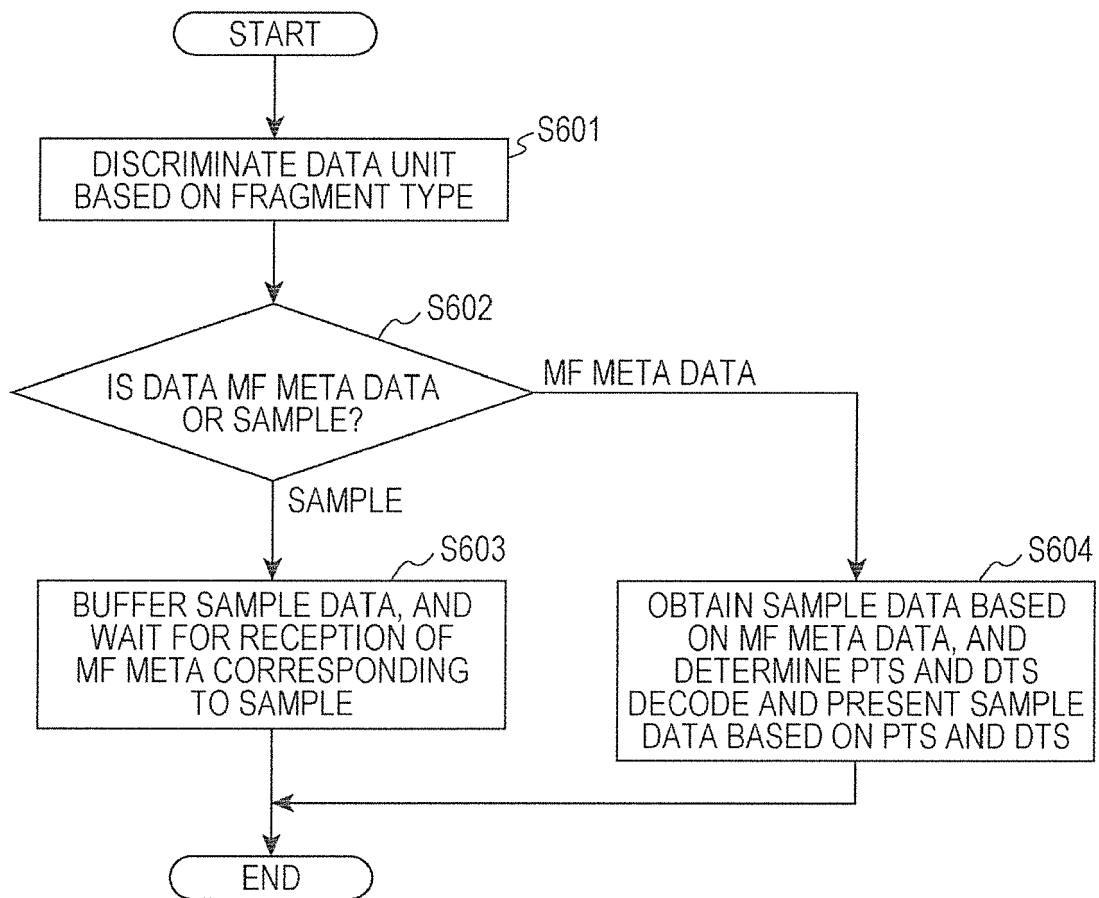 START
S601
DISCRIMINATE DATA UNIT
BASED ON FRAGMENT TYPE
S602
IS DATA MF META DATA
OR SAMPLE?
MF META DATA
SAMPLE
S603
BUFFER SAMPLE DATA, AND
WAIT FOR RECEPTION OF
MF META CORRESPONDING
TO SAMPLE
S604
OBTAIN SAMPLE DATA BASED
ON MF META DATA, AND
DETERMINE PTS AND DTS
DECODE AND PRESENT SAMPLE
DATA BASED ON PTS AND DTS
END